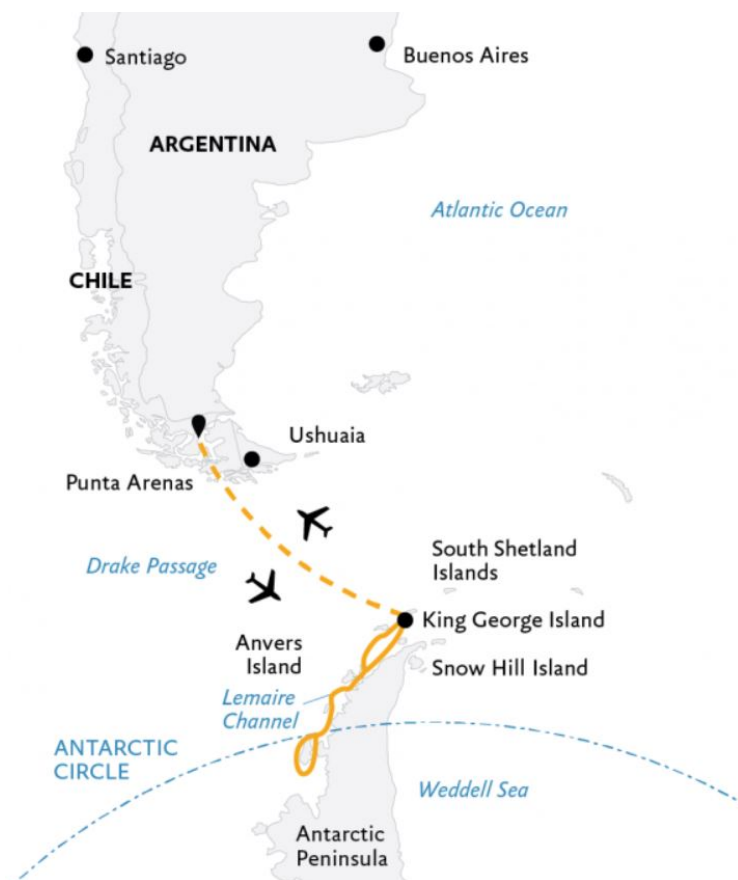 Santiago
Buenos Aires
ARGENTINA
Atlantic Ocean
CHILE
Ushuaia
Punta Arenas
South Shetland
Islands
Drake Passage
King George Island
Anvers
Island
Snow Hill Island
Lemaire
Channel
ANTARCTIC
CIRCLE
Weddell Sea
Antarctic
Peninsula